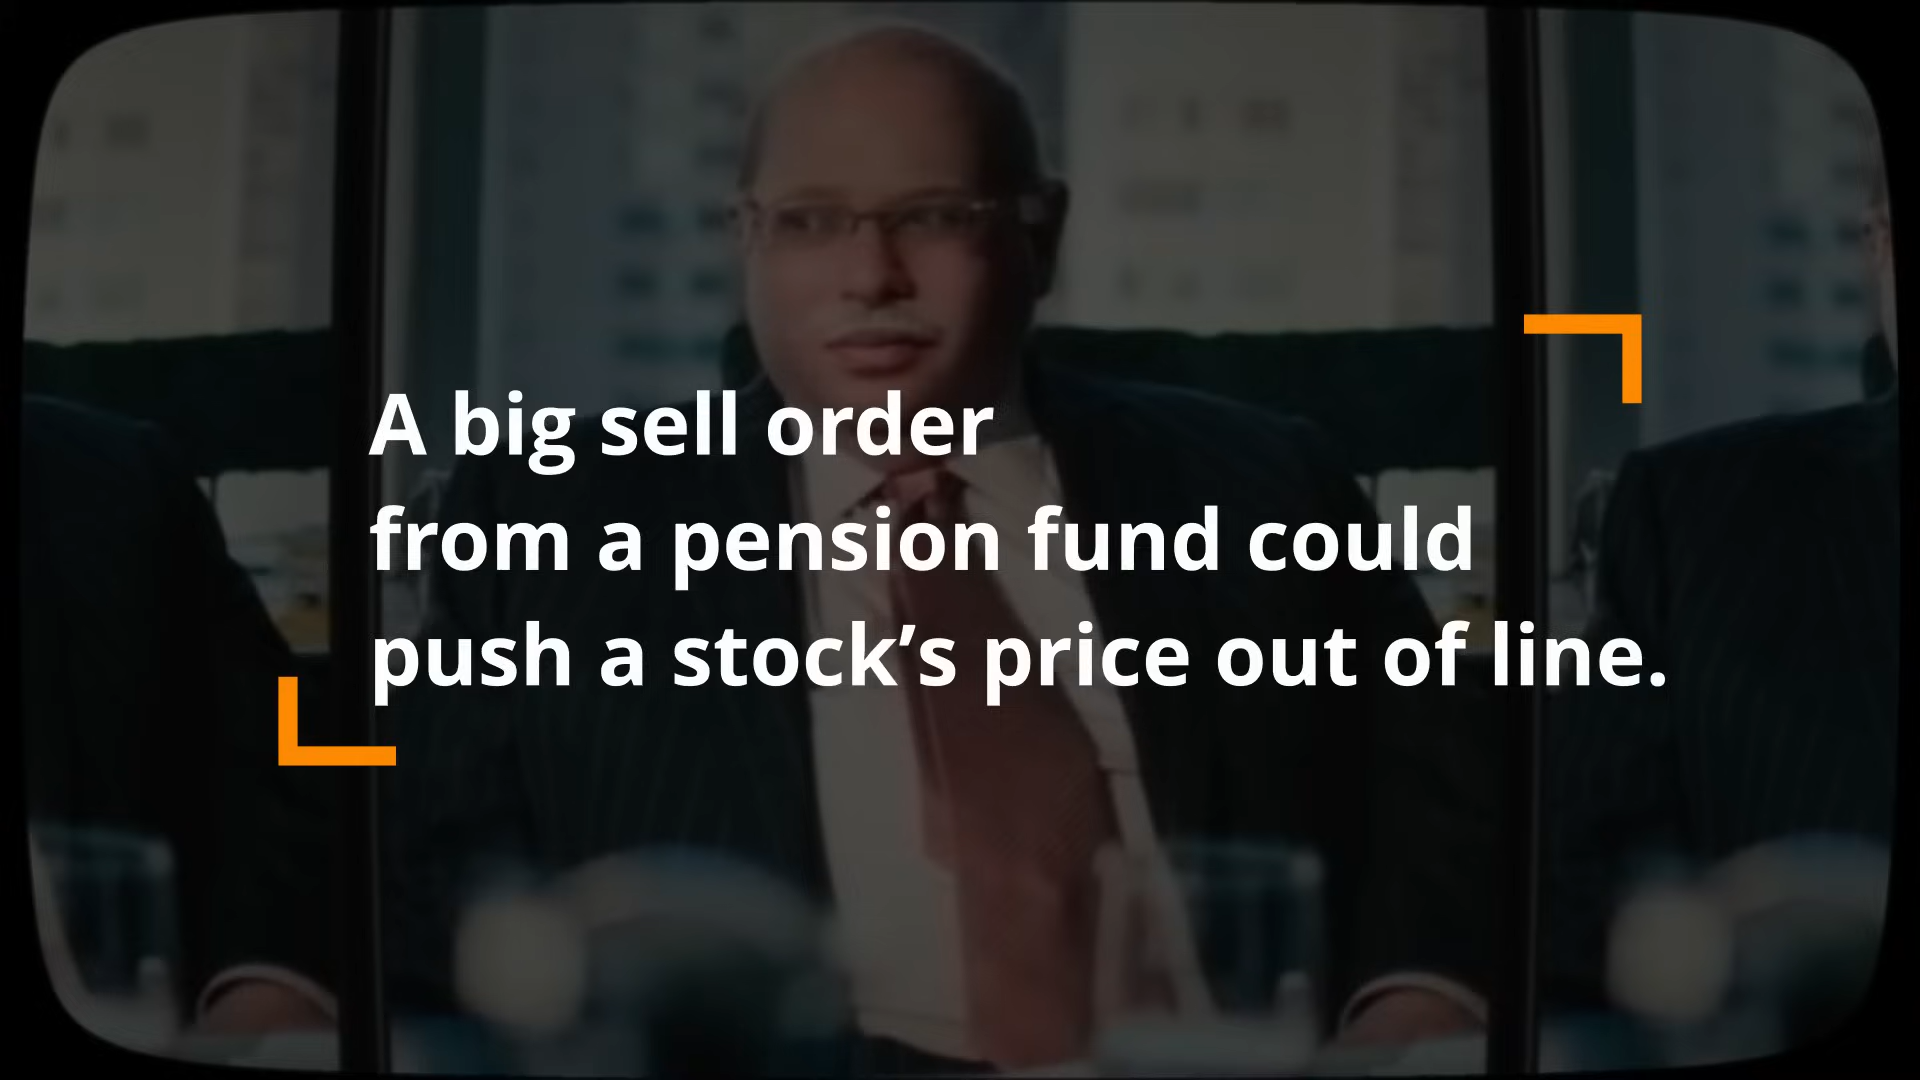 A big sell order
from a pension fund could
push a stock’s price out of line.